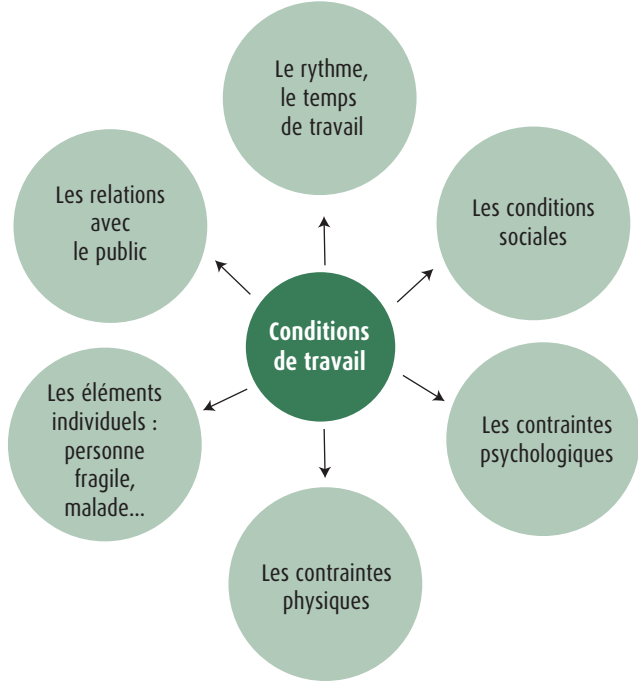 Le rythme,
le temps
de travail
Les relations
avec
le public
Les conditions
sociales
Conditions
de travail
Les éléments
individuels :
personne
fragile,
malade...
Les contraintes
psychologiques
Les contraintes
physiques